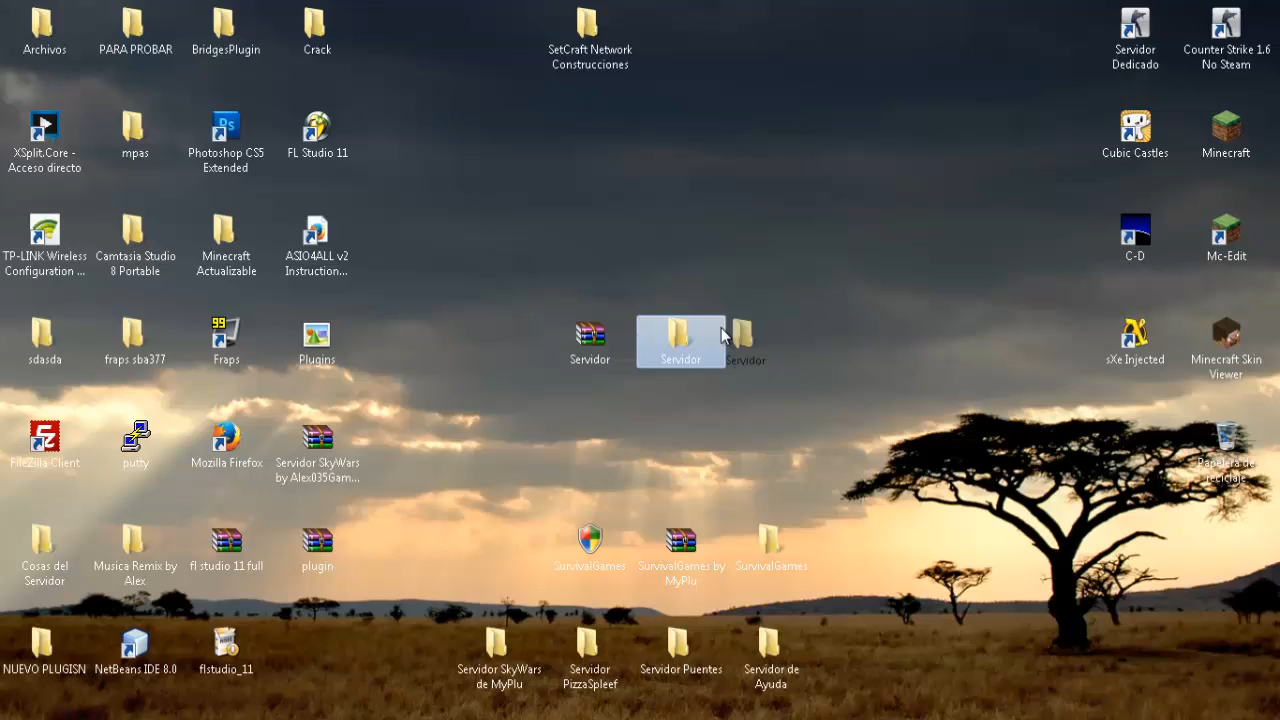 Archivos
PARA PROBAR
BridgesPlugin
Crack
SetCraft Network
Construcciones
Servidor
Dedicado
Counter Strike 1.6
No Steam
XSplit.Core -
Acceso directo
mpas
Ps
Photoshop CS5
Extended
FL Studio 11
Cubic Castles
Minecraft
TP-LINK Wireless
Configuration ...
Camtasia Studio
8 Portable
Minecraft
Actualizable
ASIO4ALL v2
Instruction...
C-D
Mc-Edit
sdasda
fraps sba377
99
Fraps
Plugins
Servidor
Servidor
Servidor
sXe Injected
Minecraft Skin
Viewer
FileZilla Client
putty
Mozilla Firefox
Servidor SkyWars
by Alex035Gam...
Papelera de
reciclaje
Cosas del
Servidor
Musica Remix by
Alex
fl studio 11 full
plugin
SurvivalGames
SurvivalGames by
MyPlu
SurvivalGames
NUEVO PLUGISN
NetBeans IDE 8.0
flstudio_11
Servidor SkyWars
de MyPlu
Servidor
PizzaSpleef
Servidor Puentes
Servidor de
Ayuda